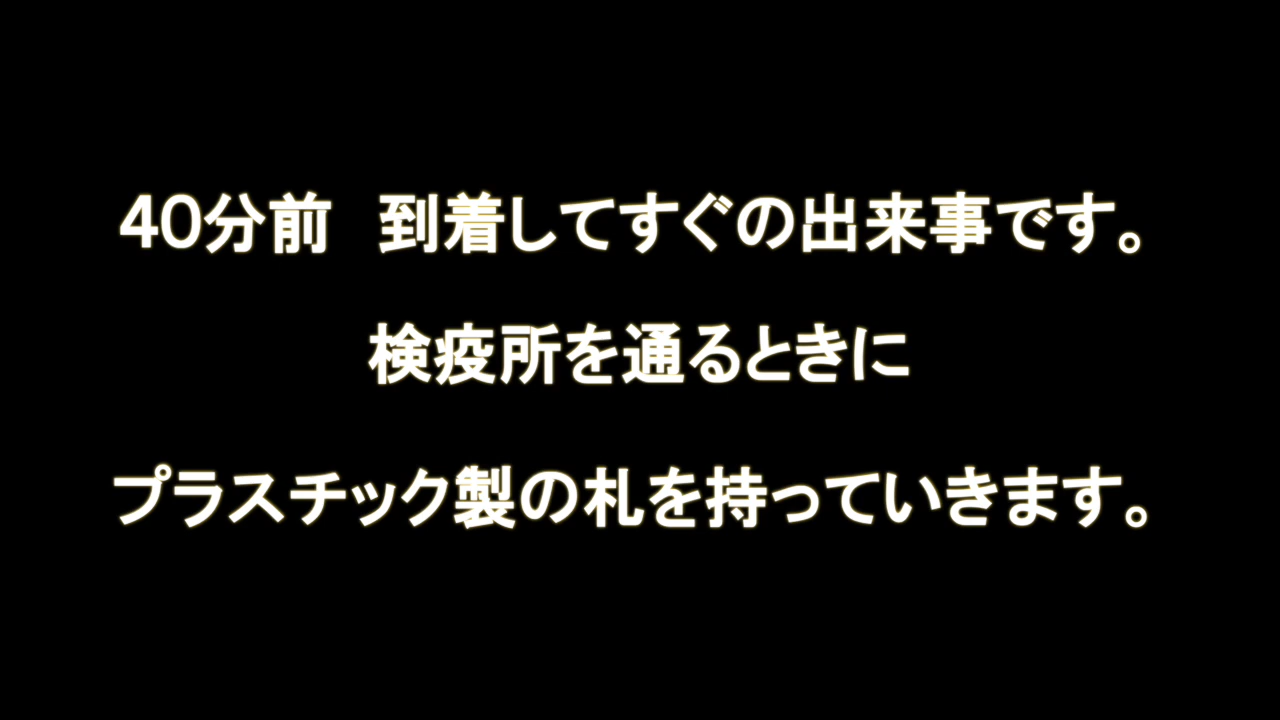 40分前　到着してすぐの出来事です。
検疫所を通るときに
プラスチック製の札を持っていきます。